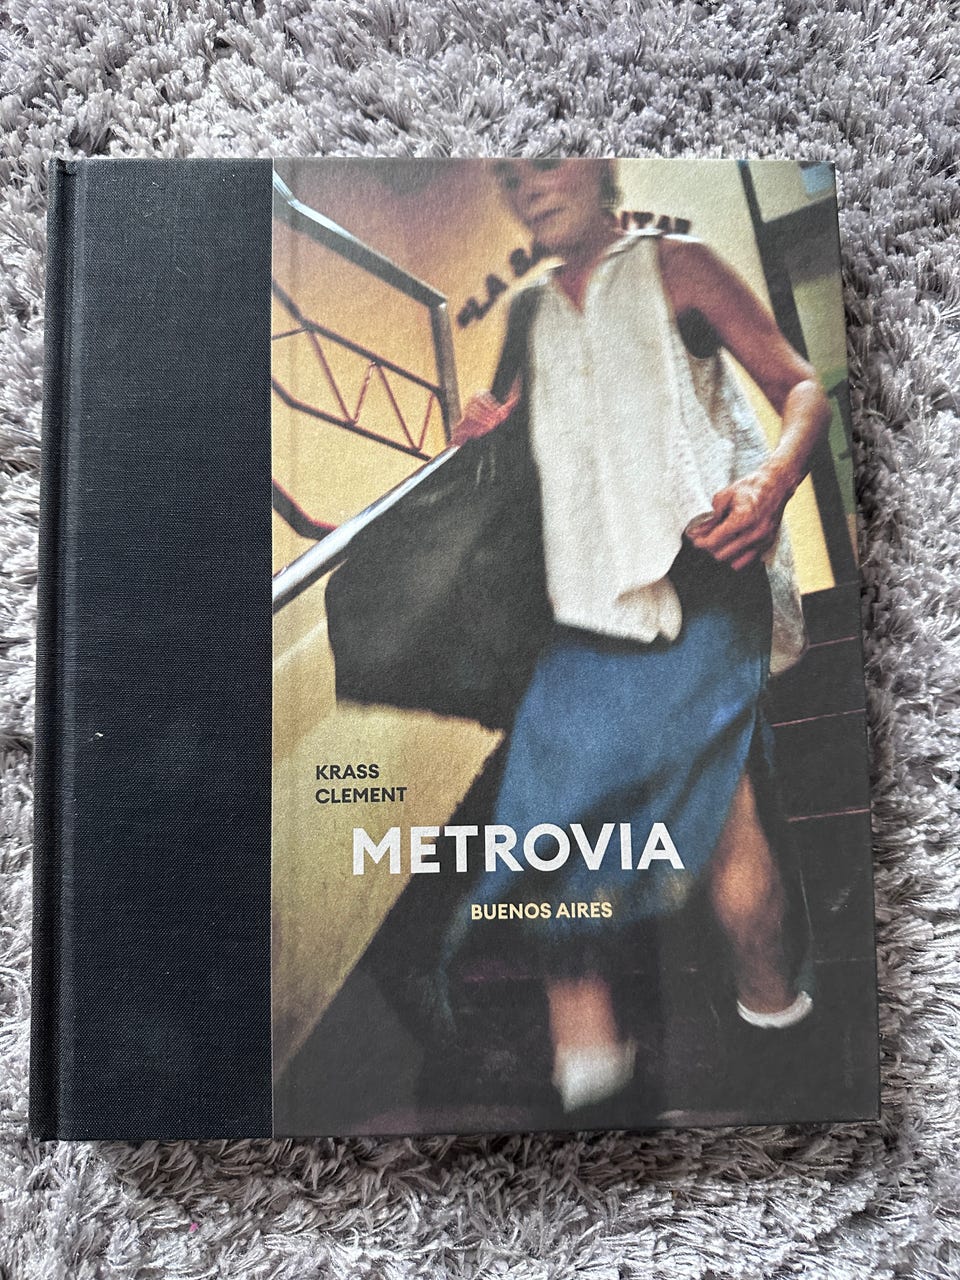 KRASS
CLEMENT
METROVIA
BUENOS AIRES